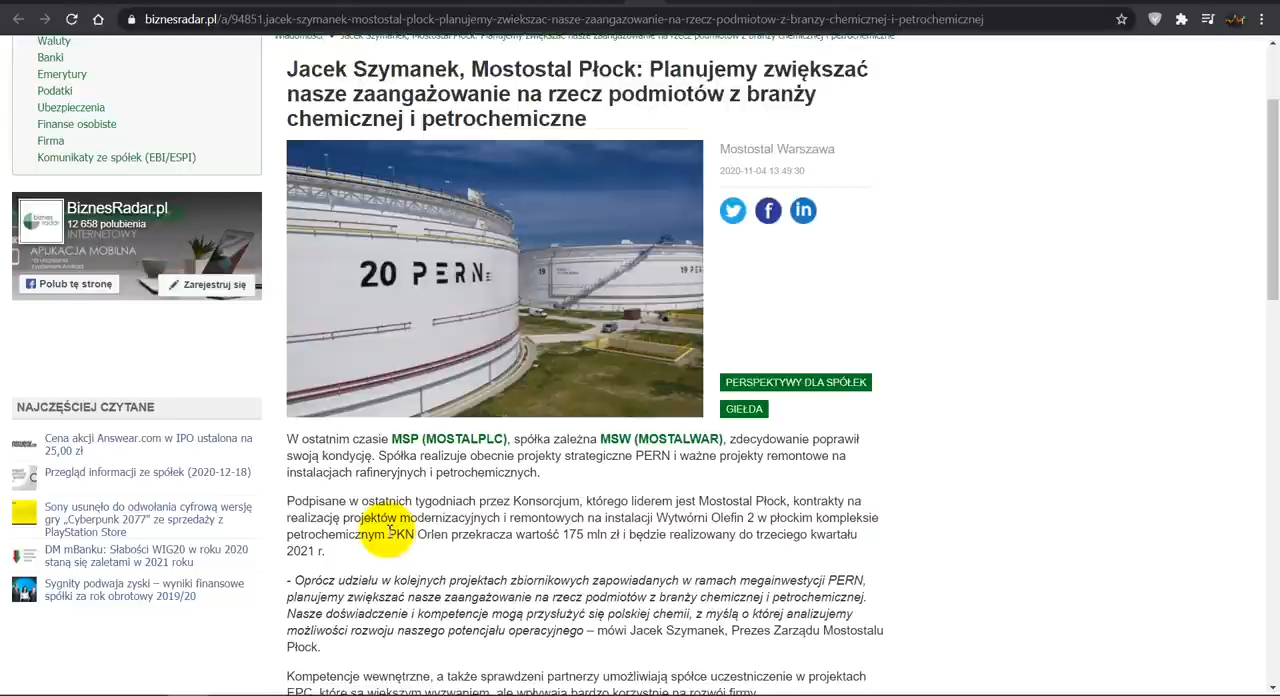 biznesradar.pl/a/94851,jacek-szymanek-mostostal-plock-planujemy-zwiekszac-nasze-zaangazowanie-na-rzecz-podmiotow-z-branzy-chemicznej-i-petrochemicznej
Wiadomości • Jacek Szymanek, Mostostal Płock: Planujemy zwiększać nasze zaangażowanie na rzecz podmiotów z branży chemicznej i petrochemiczne
Waluty
Banki
Emerytury
Podatki
Ubezpieczenia
Finanse osobiste
Firma
Komunikaty ze spółek (EBI/ESPI)
biznes
radar
BiznesRadar.pl
12 658 polubienia
INTERNETOWY
APLIKACJA MOBILNA
Polub tę stronę
Zarejestruj się
NAJCZĘŚCIEJ CZYTANE
Cena akcji Answear.com w IPO ustalona na
25,00 zł
Przegląd informacji ze spółek (2020-12-18)
Sony usunęło do odwołania cyfrową wersję
gry „Cyberpunk 2077” ze sprzedaży z
PlayStation Store
DM mBanku: Słabości WIG20 w roku 2020
staną się zaletami w 2021 roku
Sygnity podwaja zyski – wyniki finansowe
spółki za rok obrotowy 2019/20
Jacek Szymanek, Mostostal Płock: Planujemy zwiększać
nasze zaangażowanie na rzecz podmiotów z branży
chemicznej i petrochemiczne
20 PERN
19
19 PE
Mostostal Warszawa
2020-11-04 13:49:30
PERSPEKTYWY DLA SPÓŁEK
GIEŁDA
W ostatnim czasie MSP (MOSTALPLC), spółka zależna MSW (MOSTALWAR), zdecydowanie poprawił
swoją kondycję. Spółka realizuje obecnie projekty strategiczne PERN i ważne projekty remontowe na
instalacjach rafineryjnych i petrochemicznych.
Podpisane w ostatnich tygodniach przez Konsorcjum, którego liderem jest Mostostal Płock, kontrakty na
realizację projektów modernizacyjnych i remontowych na instalacji Wytwórni Olefin 2 w płockim kompleksie
petrochemicznym PKN Orlen przekracza wartość 175 mln zł i będzie realizowany do trzeciego kwartału
2021 r.
- Oprócz udziału w kolejnych projektach zbiornikowych zapowiadanych w ramach megainwestycji PERN,
planujemy zwiększać nasze zaangażowanie na rzecz podmiotów z branży chemicznej i petrochemicznej.
Nasze doświadczenie i kompetencje mogą przysłużyć się polskiej chemii, z myślą o której analizujemy
możliwości rozwoju naszego potencjału operacyjnego – mówi Jacek Szymanek, Prezes Zarządu Mostostalu
Płock.
Kompetencje wewnętrzne, a także sprawdzeni partnerzy umożliwiają spółce uczestniczenie w projektach
EPC, które są większym wyzwaniem, ale wpływają bardzo korzystnie na rozwój firmy.